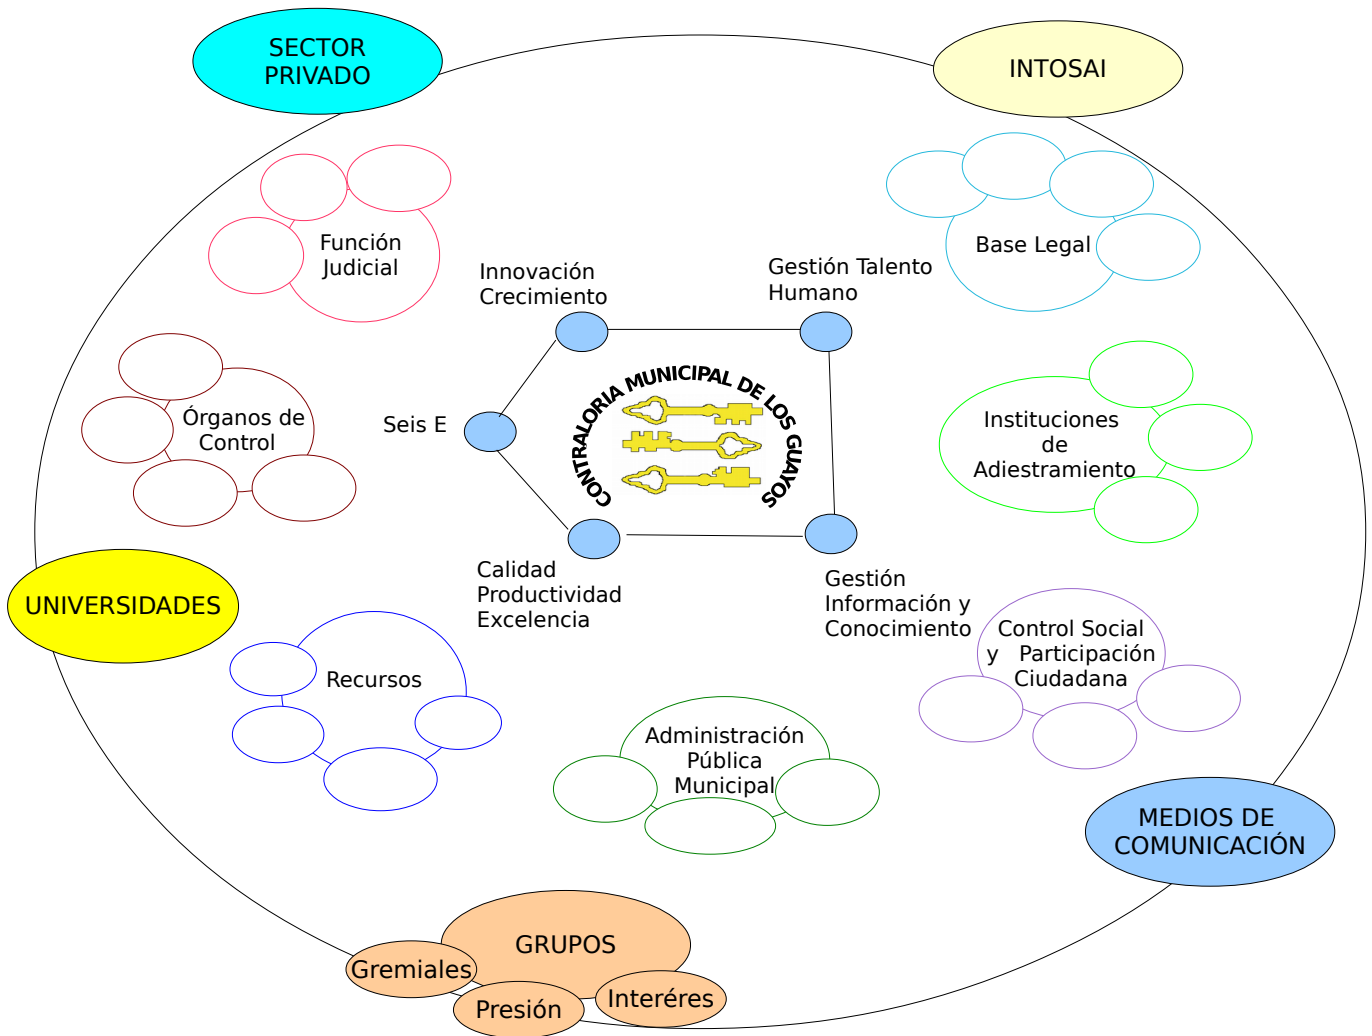 SECTOR
PRIVADO
INTOSAI
Función
Judicial
Base Legal
Innovación
Crecimiento
Gestión Talento
Humano
CONTRALORIA MUNICIPAL DE LOS GUAYOS
Seis E
Órganos de
Control
Instituciones
de
Adiestramiento
Calidad
Productividad
Excelencia
Gestión
Información y
Conocimiento
UNIVERSIDADES
Control Social
y Participación
Ciudadana
Recursos
Administración
Pública
Municipal
MEDIOS DE
COMUNICACIÓN
GRUPOS
Gremiales
Presión
Interéres